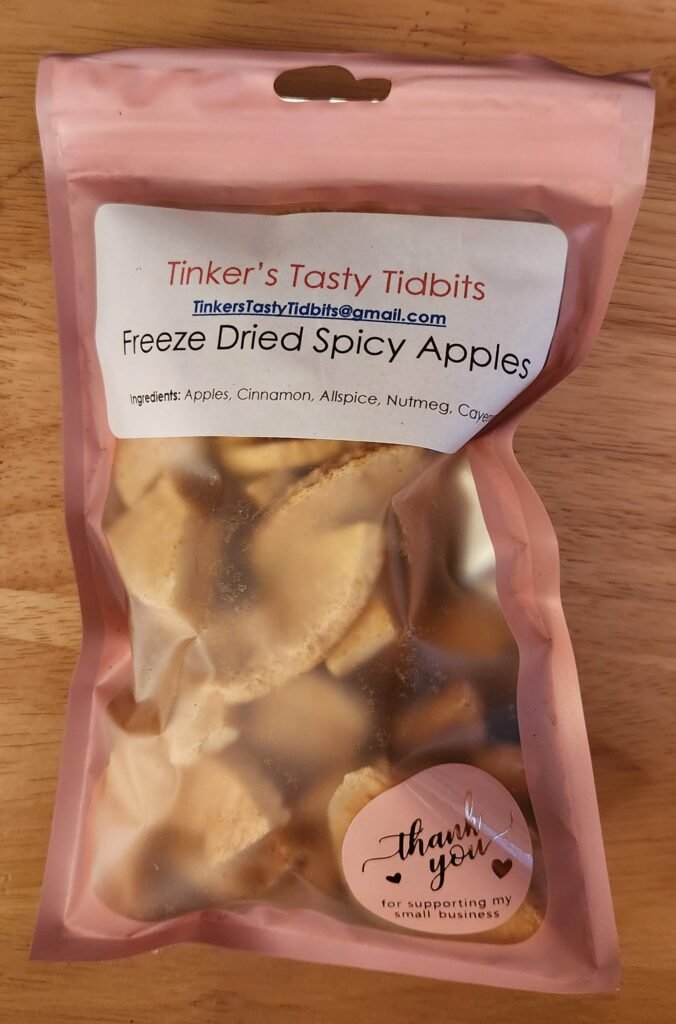 Tinker's Tasty Tidbits
TinkersTastyTidbits@gmail.com
Freeze Dried Spicy Apples
Ingredients: Apples, Cinnamon, Allspice, Nutmeg,
thank
you
for supporting my
small business